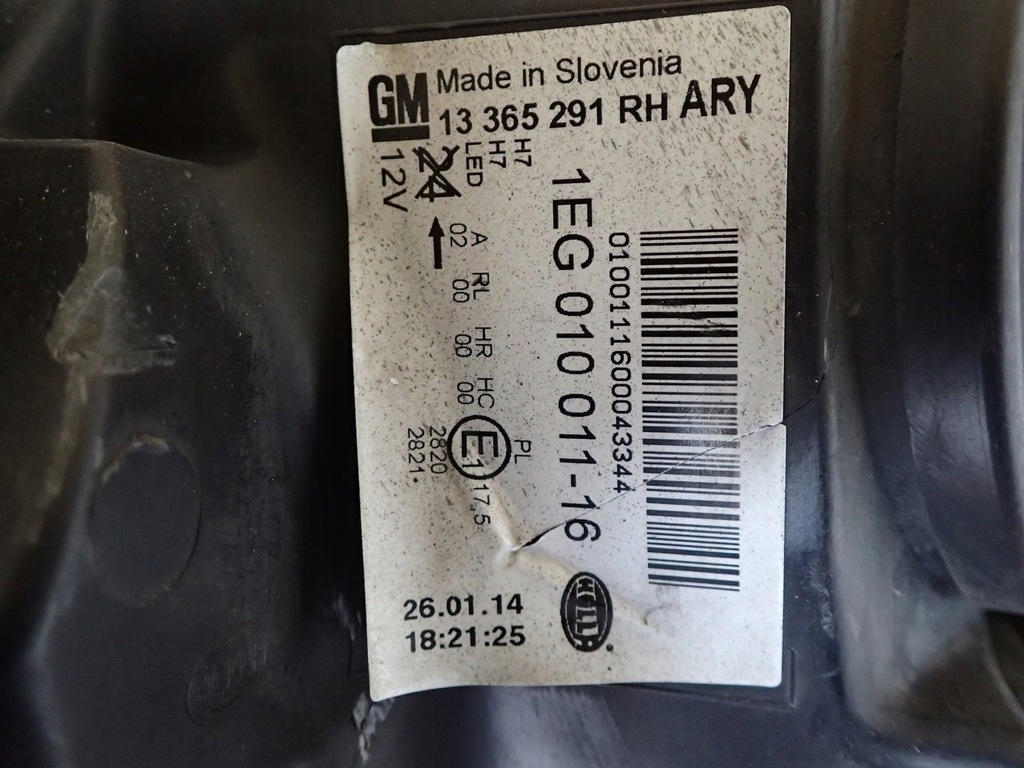 GM
Made in Slovenia
13 365 291 RH ARY
12V
24
LED
H7
H7
A RL HR HC
02 00 00 00
PL
E1
17,5
2820
2821.
1EG 010 011-16
0100111600043344
26.01.14
18:21:25
HELLA